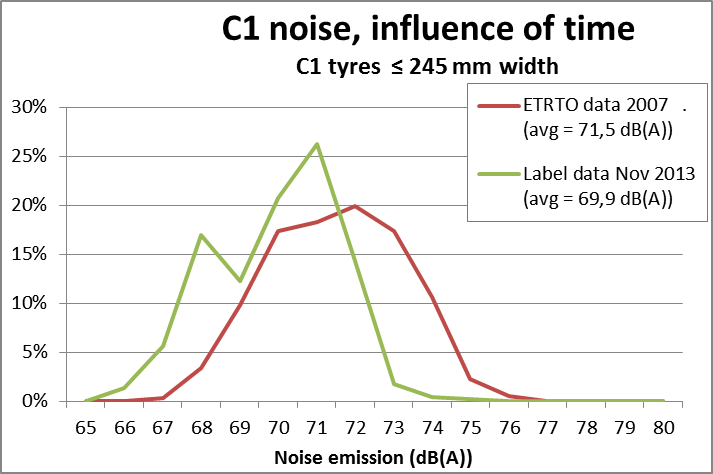 C1 noise, influence of time
C1 tyres ≤ 245 mm width
ETRTO data 2007 .
(avg = 71,5 dB(A))
Label data Nov 2013
(avg = 69,9 dB(A))
30%
25%
20%
15%
10%
5%
0%
65 66 67 68 69 70 71 72 73 74 75 76 77 78 79 80
Noise emission (dB(A))